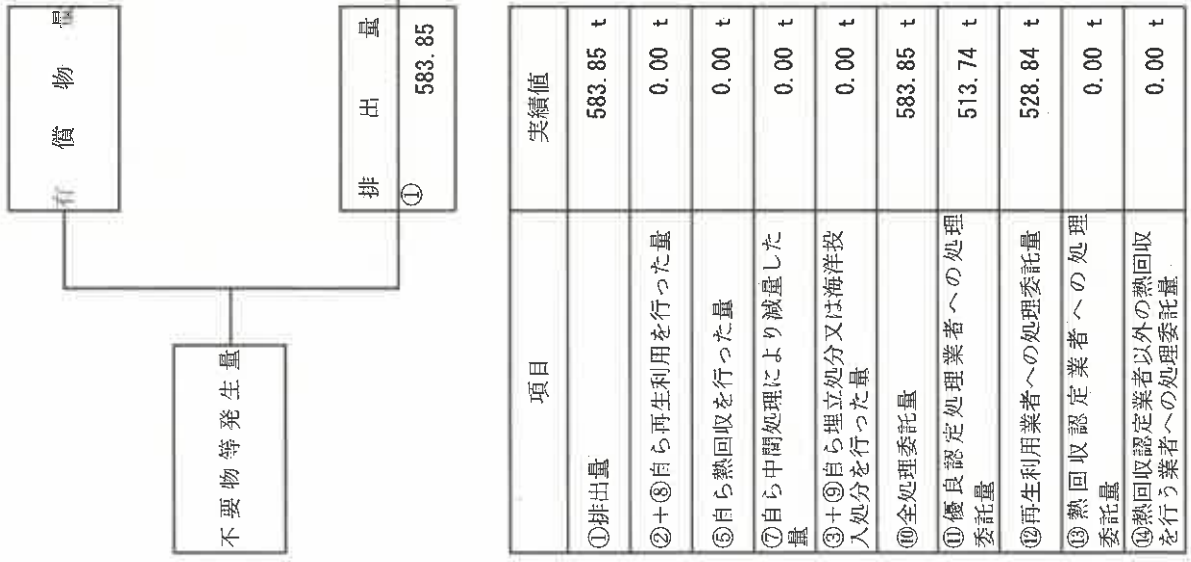 有償物量
不要物等発生量
排出量
①
583.85
項目 実績値
①排出量 583.85 t
②＋⑧自ら再生利用を行った量 0.00 t
⑤自ら熱回収を行った量 0.00 t
⑦自ら中間処理により減量した
量 0.00 t
③＋⑨自ら埋立処分又は海洋投
入処分を行った量 0.00 t
⑩全処理委託量 583.85 t
⑪優良認定処理業者への処理
委託量 513.74 t
⑫再生利用業者への処理委託量 528.84 t
⑬熱回収認定業者への処理
委託量 0.00 t
⑭熱回収認定業者以外の熱回収
を行う業者への処理委託量 0.00 t